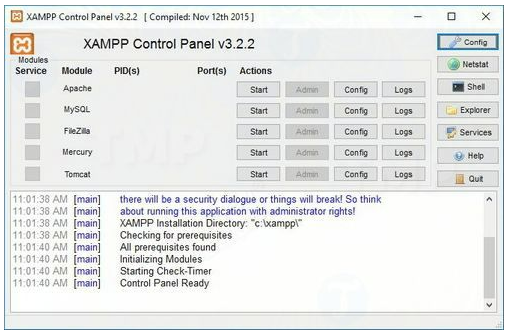 XAMPP Control Panel v3.2.2 [ Compiled: Nov 12th 2015 ]
XAMPP Control Panel v3.2.2
Config
Modules
Service Module PID(s) Port(s) Actions
Netstat
Apache Start Admin Config Logs
Shell
MySQL Start Admin Config Logs
Explorer
FileZilla Start Admin Config Logs
Services
Mercury Start Admin Config Logs
Help
Tomcat Start Admin Config Logs
Quit
11:01:38 AM [main] there will be a security dialogue or things will break! So think
11:01:38 AM [main] about running this application with administrator rights!
11:01:38 AM [main] XAMPP Installation Directory: "c:\xampp\"
11:01:38 AM [main] Checking for prerequisites
11:01:40 AM [main] All prerequisites found
11:01:40 AM [main] Initializing Modules
11:01:40 AM [main] Starting Check-Timer
11:01:40 AM [main] Control Panel Ready
TMP